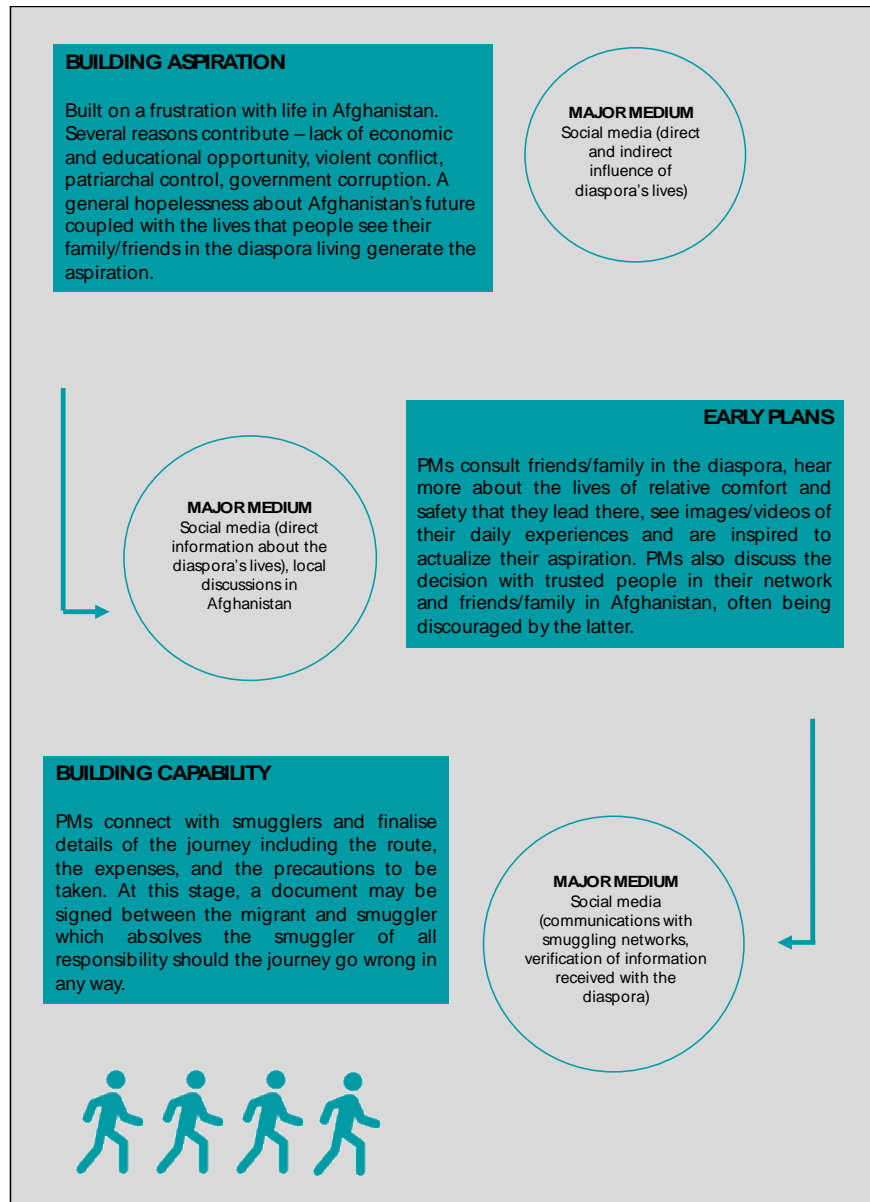 BUILDING ASPIRATION
Built on a frustration with life in Afghanistan.
Several reasons contribute – lack of economic
and educational opportunity, violent conflict,
patriarchal control, government corruption. A
general hopelessness about Afghanistan's future
coupled with the lives that people see their
family/friends in the diaspora living generate the
aspiration.
MAJOR MEDIUM
Social media (direct
and indirect
influence of
diaspora's lives)
MAJOR MEDIUM
Social media (direct
information about the
diaspora's lives), local
discussions in
Afghanistan
EARLY PLANS
PMs consult friends/family in the diaspora, hear
more about the lives of relative comfort and
safety that they lead there, see images/videos of
their daily experiences and are inspired to
actualize their aspiration. PMs also discuss the
decision with trusted people in their network
and friends/family in Afghanistan, often being
discouraged by the latter.
BUILDING CAPABILITY
PMs connect with smugglers and finalise
details of the journey including the route,
the expenses, and the precautions to be
taken. At this stage, a document may be
signed between the migrant and smuggler
which absolves the smuggler of all
responsibility should the journey go wrong in
any way.
MAJOR MEDIUM
Social media
(communications with
smuggling networks,
verification of information
received with the
diaspora)